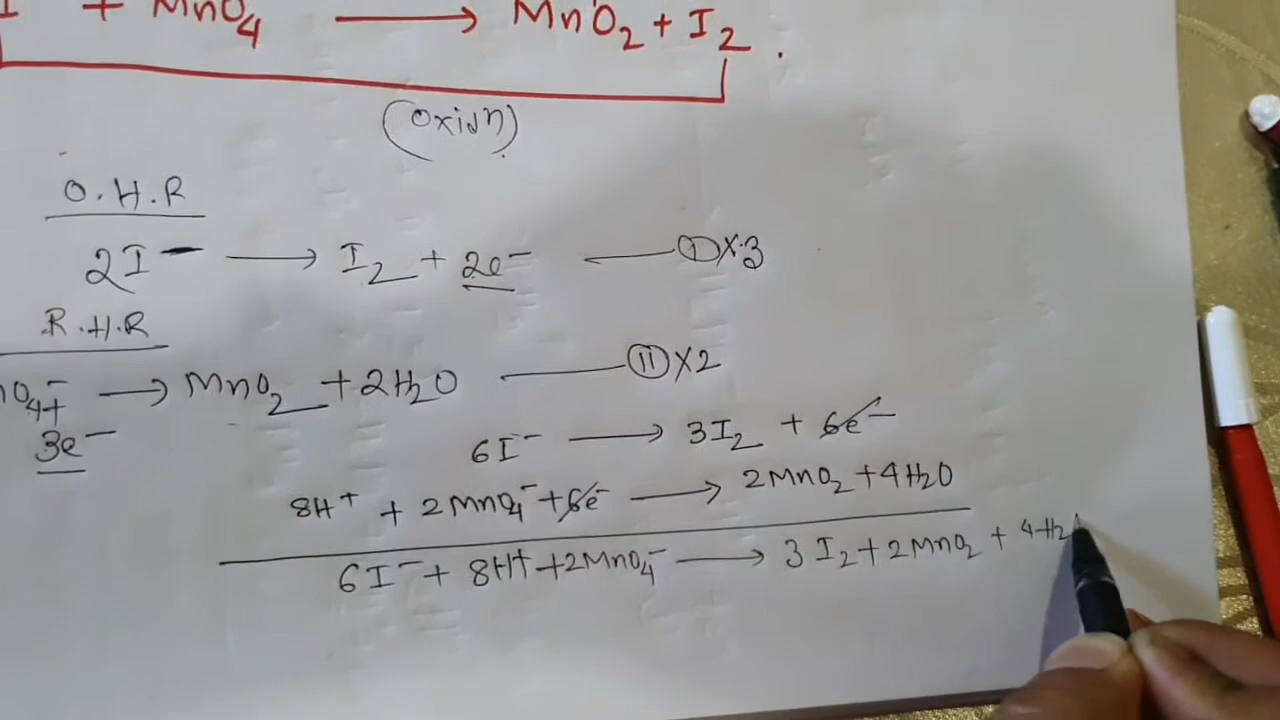 I + MnO₄ ⟶ MnO₂ + I₂ .
(Oxidn)
O.H.R
2I⁻ ⟶ I₂ + 2e⁻ — Ⓘ×3
R.H.R
nO₄⁻ + ⟶ MnO₂ + 2H₂O — Ⓘ̲Ⓘ ×2
3e⁻
6I⁻ ⟶ 3I₂ + 6e⁻
8H⁺ + 2MnO₄⁻ + 6e⁻ ⟶ 2MnO₂ + 4H₂O
6I⁻ + 8H⁺ + 2MnO₄⁻ ⟶ 3I₂ + 2MnO₂ + 4H₂